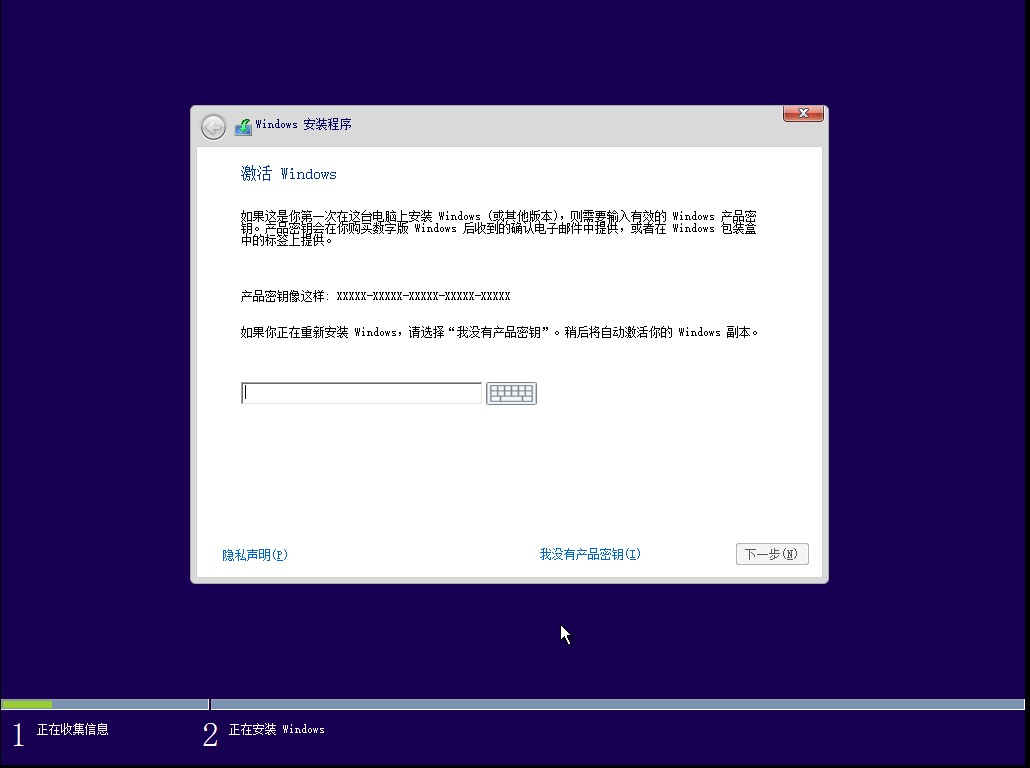 Windows 安装程序
激活 Windows
如果这是你第一次在这台电脑上安装 Windows (或其他版本)，则需要输入有效的 Windows 产品密
钥。产品密钥会在你购买数字版 Windows 后收到的确认电子邮件中提供，或者在 Windows 包装盒
中的标签上提供。
产品密钥像这样: XXXXX-XXXXX-XXXXX-XXXXX-XXXXX
如果你正在重新安装 Windows，请选择“我没有产品密钥”。稍后将自动激活你的 Windows 副本。
隐私声明(P)
我没有产品密钥(I)
下一步(N)
1 正在收集信息
2 正在安装 Windows